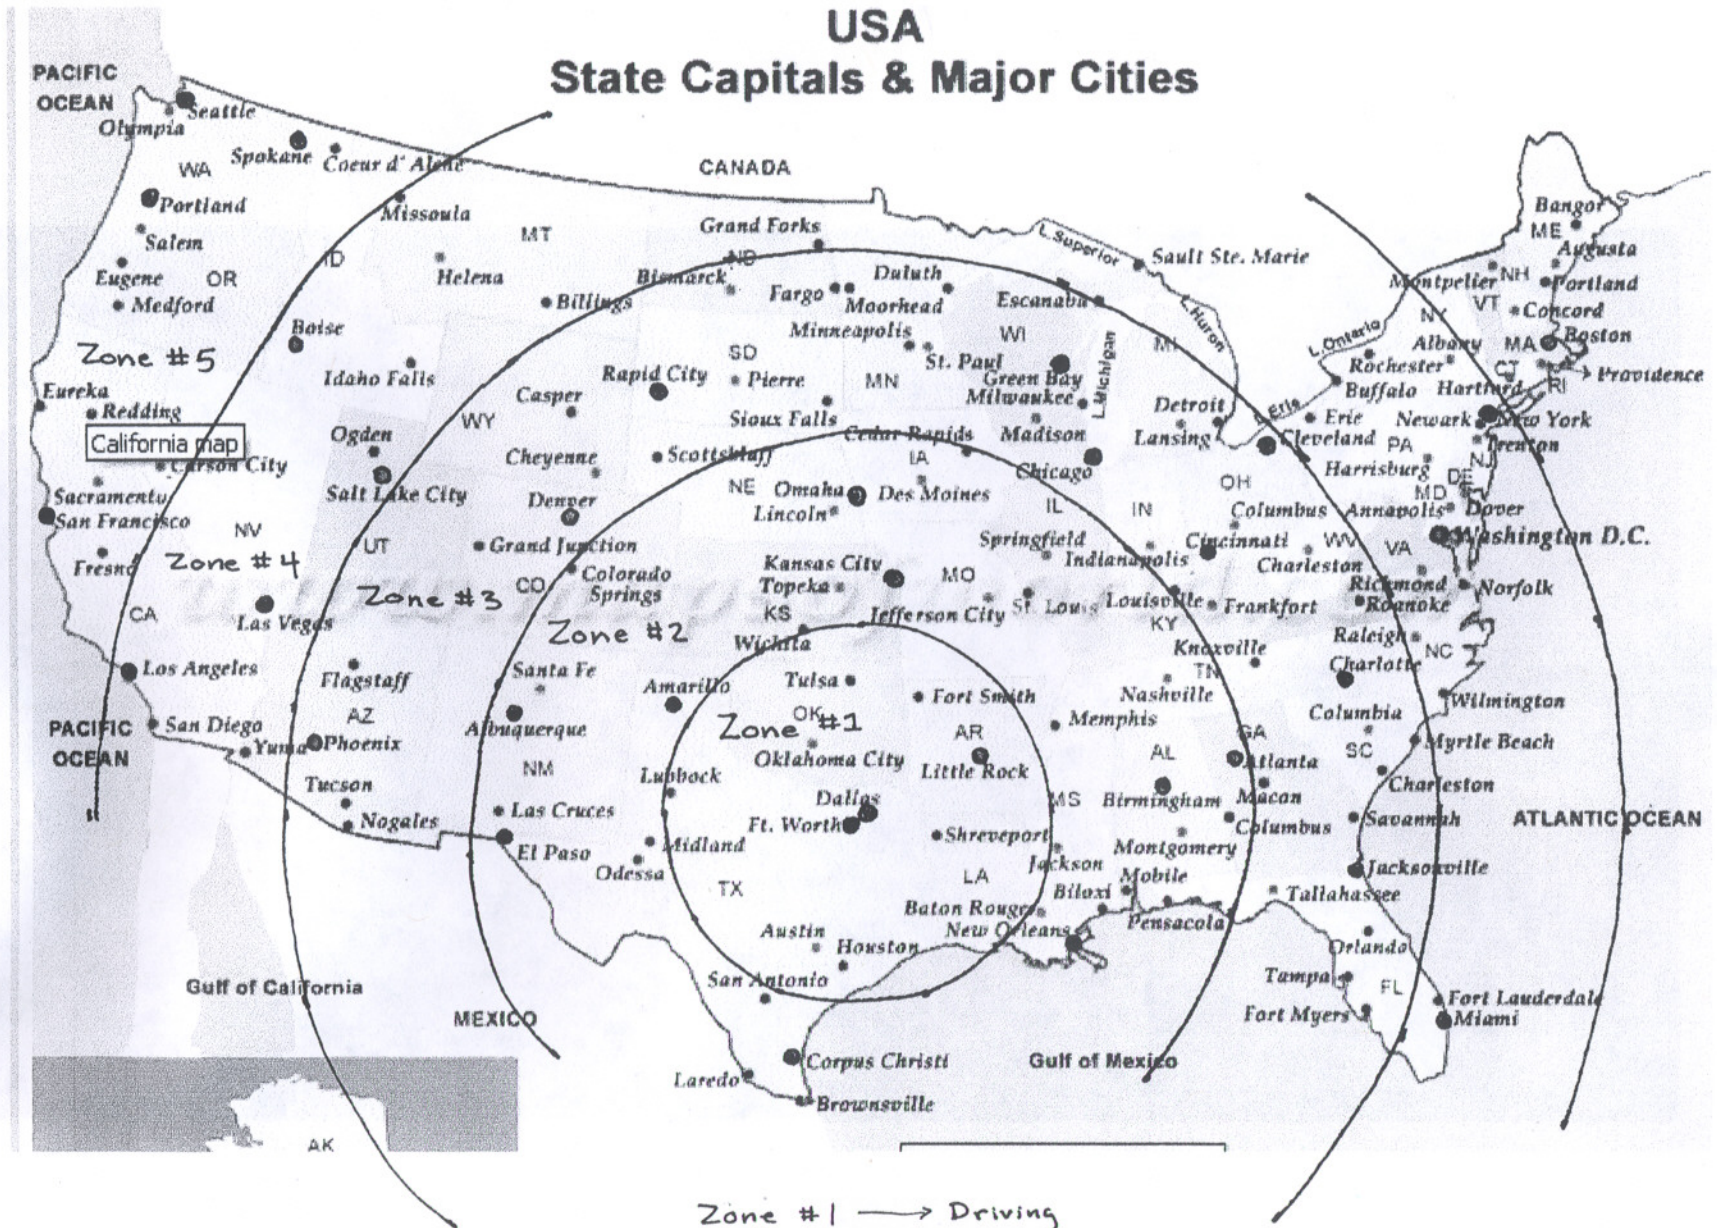 USA
State Capitals & Major Cities
PACIFIC
OCEAN
Seattle
Olympia
Spokane
Coeur d' Alene
WA
CANADA
Portland
Missoula
Salem
MT
Grand Forks
ND
L.Superior
Sault Ste. Marie
Bangor
ME
Augusta
Eugene
OR
ID
Helena
Bismarck
Fargo
Duluth
Moorhead
Escanaba
Montpelier
NH
Portland
Medford
Billings
VT
Concord
Boise
Minneapolis
WI
L.Huron
MI
NY
Albany
MA
Boston
L.Ontario
Zone #5
Idaho Falls
Rapid City
SD
Pierre
St. Paul
MN
Green Bay
L.Michigan
Rochester
Buffalo
Hartford
CT
RI
Providence
Eureka
Redding
WY
Casper
Sioux Falls
Milwaukee
Madison
Detroit
Lansing
L.Erie
Erie
Newark
New York
California map
Ogden
Cedar Rapids
Cleveland
PA
Trenton
Carson City
Cheyenne
Scottsbluff
IA
Chicago
Harrisburg
NJ
Sacramento
Salt Lake City
Denver
NE
Omaha
Des Moines
OH
MD
DE
San Francisco
NV
Lincoln
IL
IN
Columbus
Annapolis
Dover
UT
Grand Junction
Springfield
Indianapolis
Cincinnati
WV
VA
Washington D.C.
Fresno
Zone #4
Kansas City
Charleston
CO
Colorado
Springs
Topeka
MO
Richmond
Norfolk
Zone #3
KS
Jefferson City
St. Louis
Louisville
Frankfort
Roanoke
CA
Las Vegas
Zone #2
Wichita
KY
Raleigh
NC
Los Angeles
Flagstaff
Santa Fe
Amarillo
Tulsa
Fort Smith
Knoxville
TN
Charlotte
Nashville
Wilmington
San Diego
AZ
OK
Zone #1
AR
Memphis
Columbia
PACIFIC
OCEAN
Yuma
Phoenix
Albuquerque
Oklahoma City
Little Rock
AL
GA
Atlanta
SC
Myrtle Beach
Tucson
NM
Lubbock
Dallas
MS
Birmingham
Macon
Charleston
Nogales
Las Cruces
Ft. Worth
Shreveport
Columbus
Savannah
ATLANTIC OCEAN
El Paso
Midland
Jackson
Montgomery
Odessa
TX
LA
Mobile
Biloxi
Jacksonville
Tallahassee
Baton Rouge
Pensacola
Austin
Houston
New Orleans
Orlando
Gulf of California
San Antonio
Tampa
FL
Fort Lauderdale
MEXICO
Fort Myers
Miami
Corpus Christi
Gulf of Mexico
Laredo
Brownsville
AK
Zone #1 → Driving